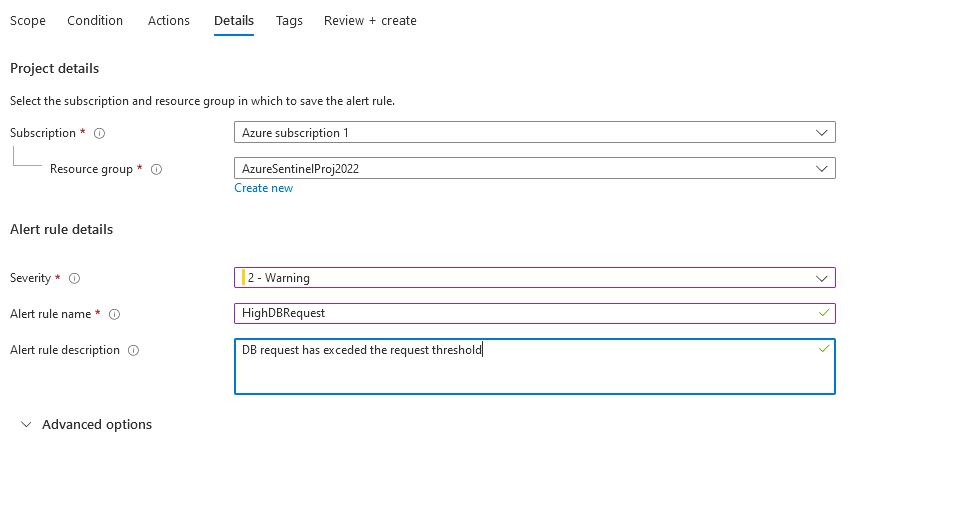 Scope Condition Actions Details Tags Review + create
Project details
Select the subscription and resource group in which to save the alert rule.
Subscription * Azure subscription 1
Resource group * AzureSentinelProj2022
Create new
Alert rule details
Severity * 2 - Warning
Alert rule name * HighDBRequest
Alert rule description DB request has exceded the request threshold
Advanced options